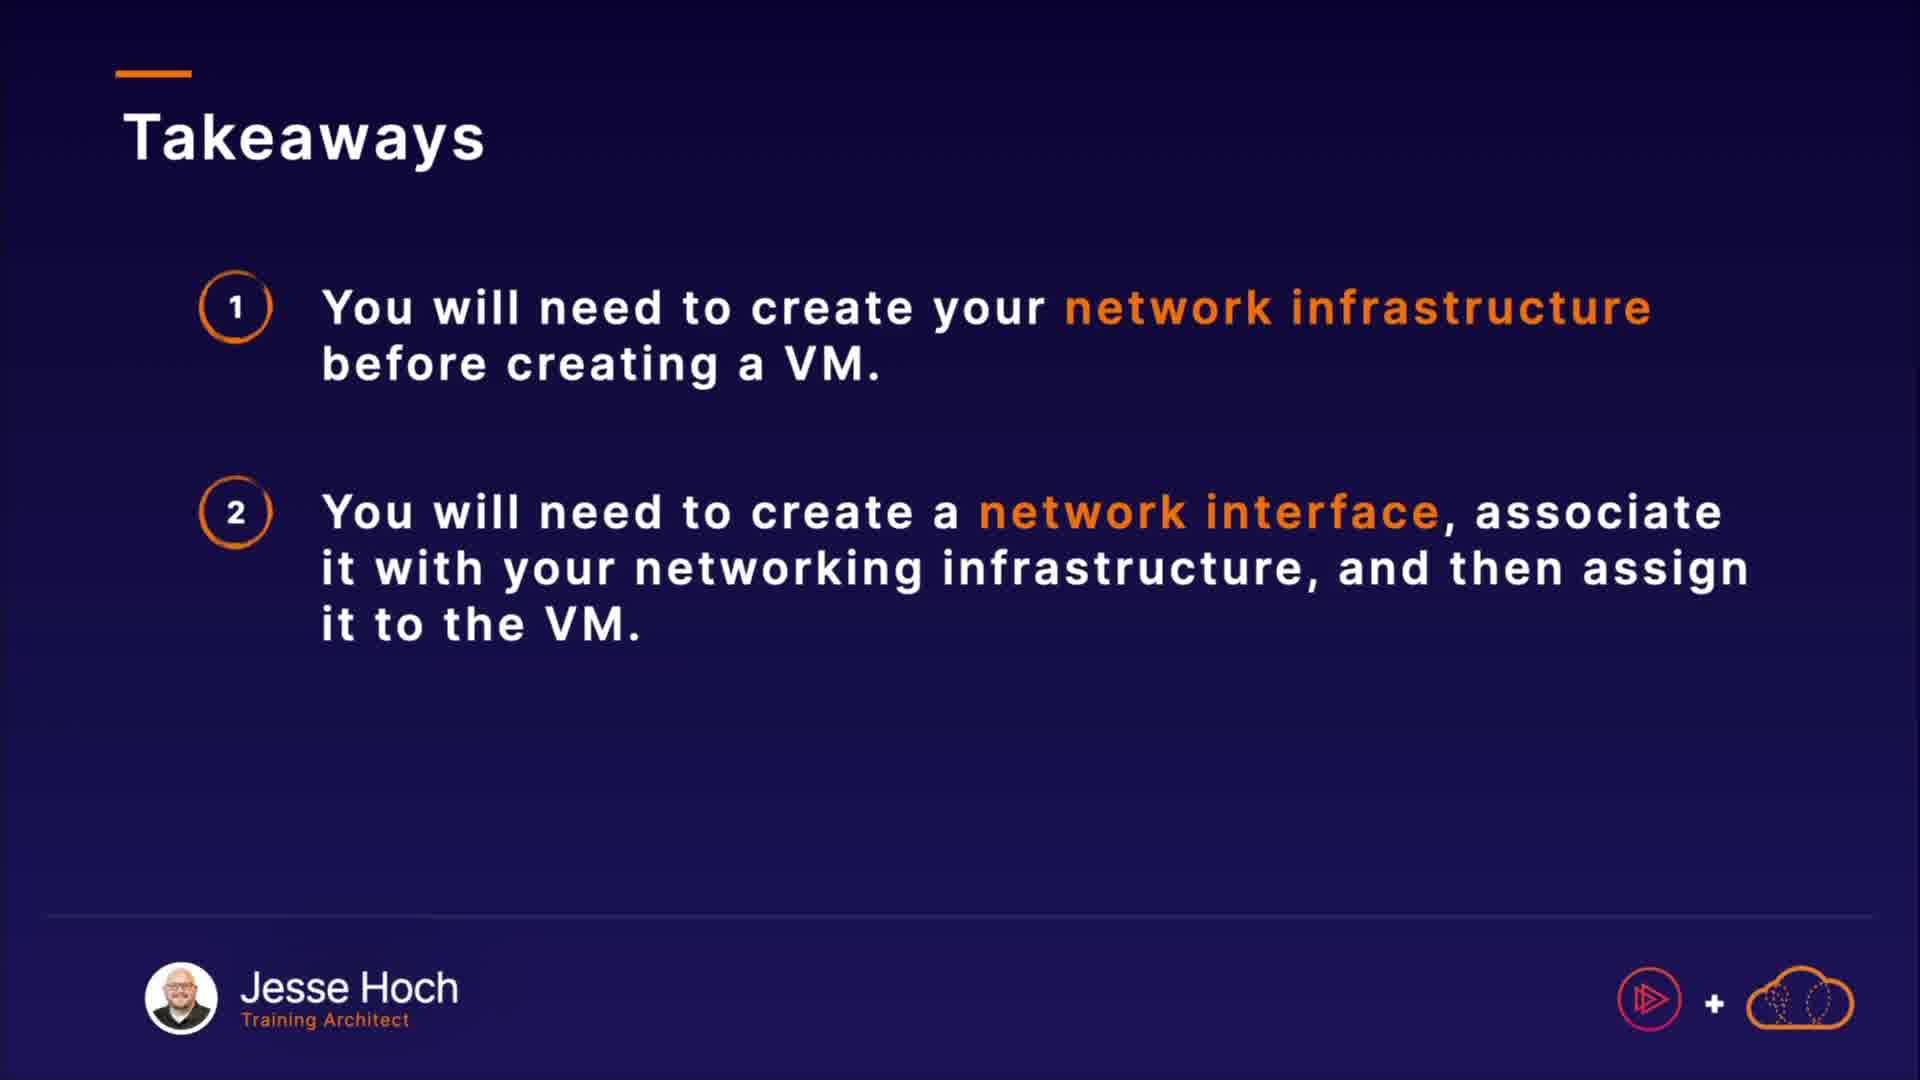 Takeaways
1
You will need to create your network infrastructure
before creating a VM.
2
You will need to create a network interface, associate
it with your networking infrastructure, and then assign
it to the VM.
Jesse Hoch
Training Architect
+